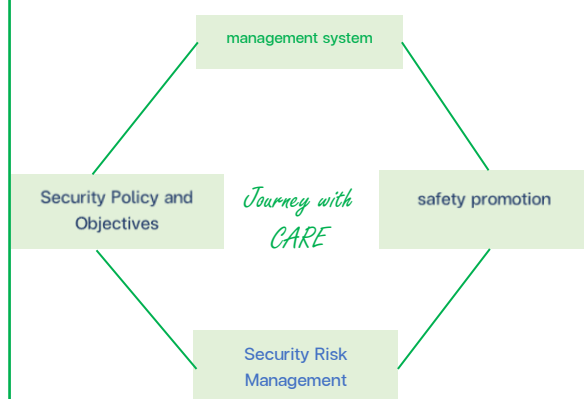 management system
Security Policy and
Objectives
Journey with
CARE
safety promotion
Security Risk
Management